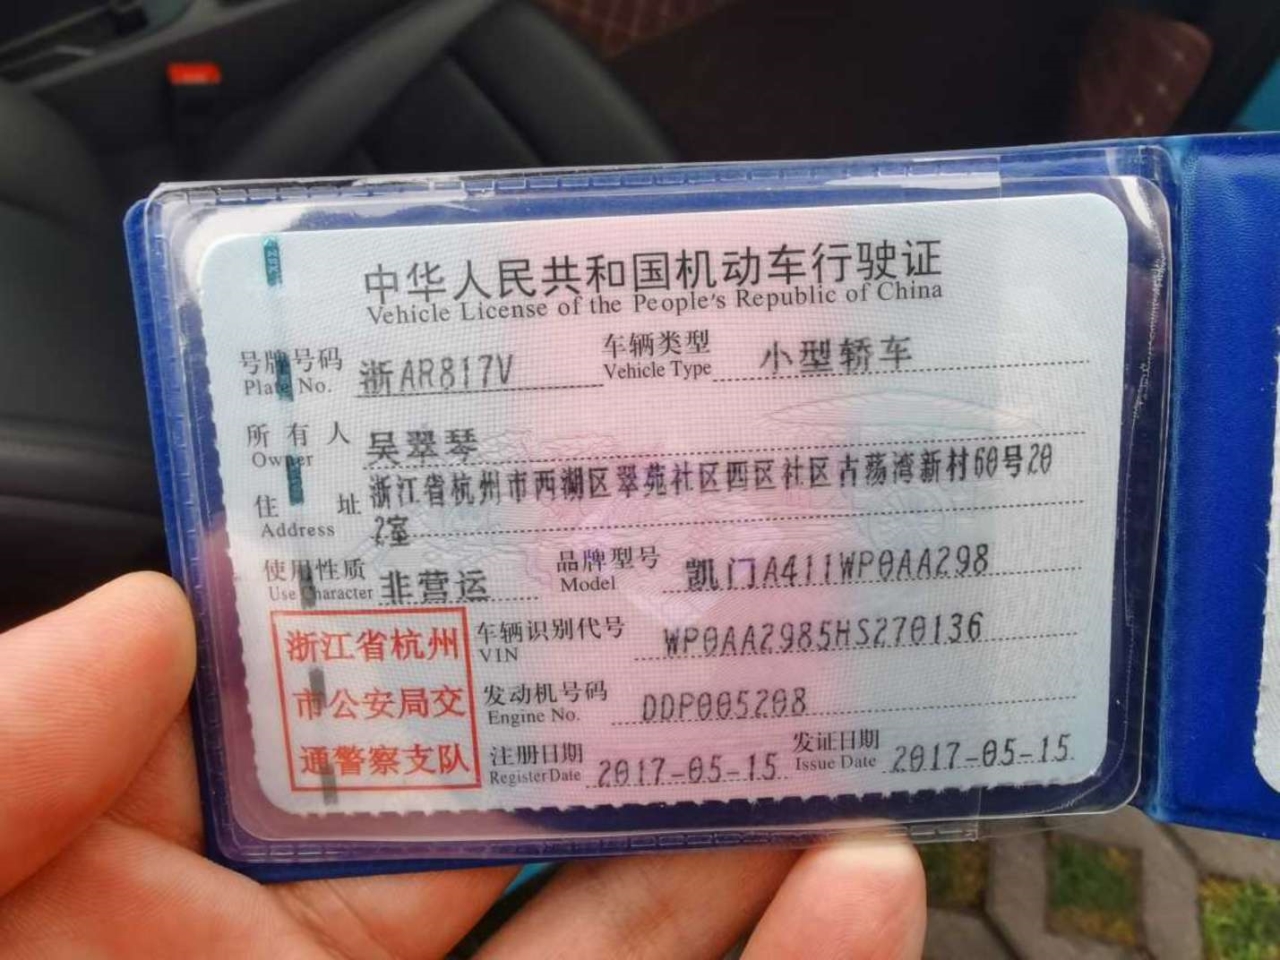 中华人民共和国机动车行驶证
Vehicle License of the People's Republic of China
号牌号码 浙AR817V 车辆类型 小型轿车
Plate No. Vehicle Type
所有人 吴翠琴
Owner
住址 浙江省杭州市西湖区翠苑社区四区社区古荡湾新村60号20
Address 2室
使用性质 非营运 品牌型号 凯门A411WP0AA298
Use Character Model
浙江省杭州
市公安局交
通警察支队
车辆识别代号 WP0AA2985HS270136
VIN
发动机号码 DDP005208
Engine No.
注册日期 2017-05-15 发证日期 2017-05-15
Register Date Issue Date